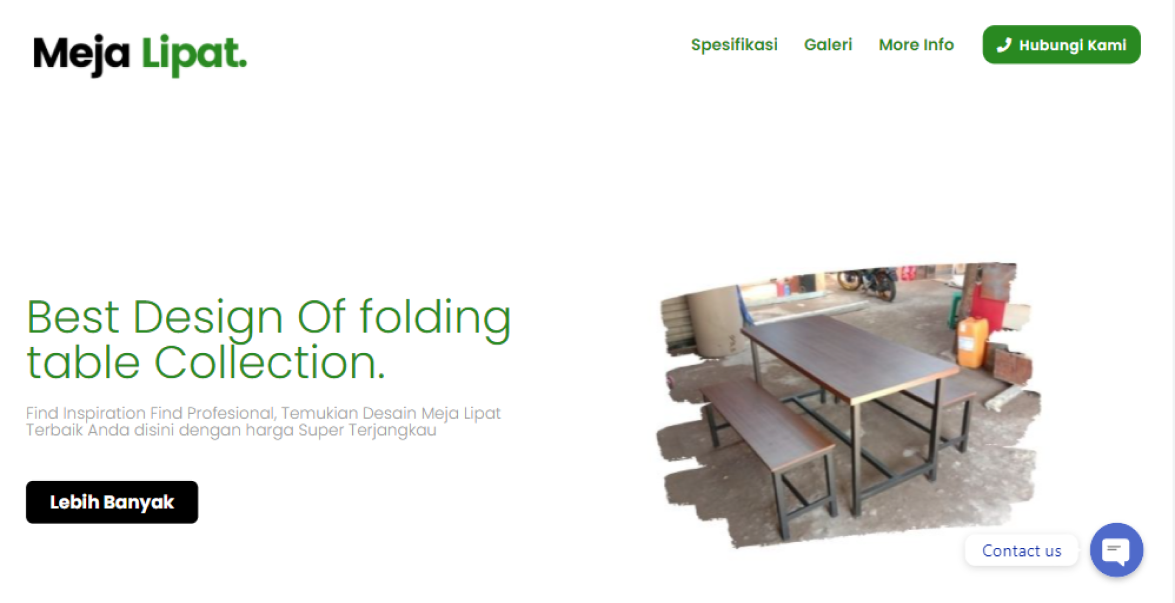 Meja Lipat.
Spesifikasi
Galeri
More Info
Hubungi Kami
Best Design Of folding
table Collection.
Find Inspiration Find Profesional, Temukian Desain Meja Lipat
Terbaik Anda disini dengan harga Super Terjangkau
Lebih Banyak
Contact us